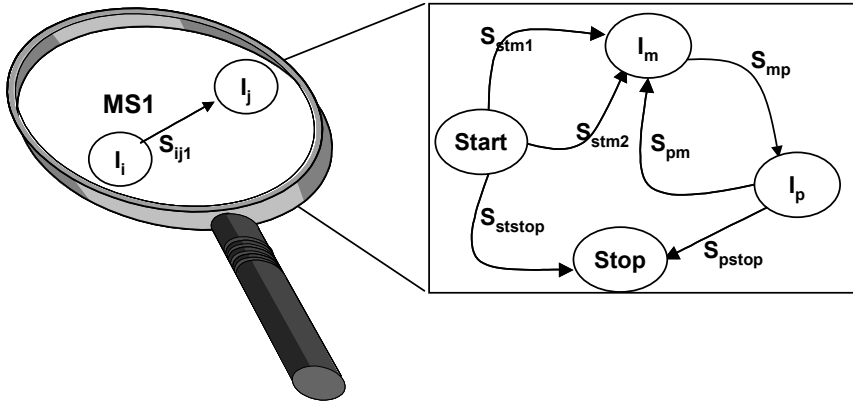 MS1
I_j
S_ij1
I_i
S_stm1
I_m
S_mp
Start
S_stm2
S_pm
I_p
S_ststop
Stop
S_pstop